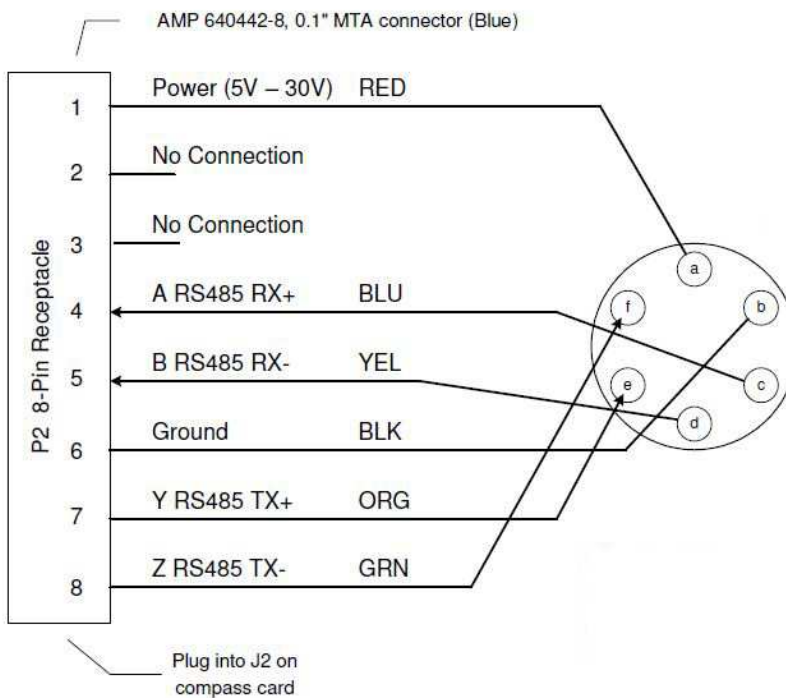 AMP 640442-8, 0.1" MTA connector (Blue)
P2 8-Pin Receptacle
1 Power (5V – 30V) RED
2 No Connection
3 No Connection
4 A RS485 RX+ BLU
5 B RS485 RX- YEL
6 Ground BLK
7 Y RS485 TX+ ORG
8 Z RS485 TX- GRN
a
f b
e c
d
Plug into J2 on
compass card